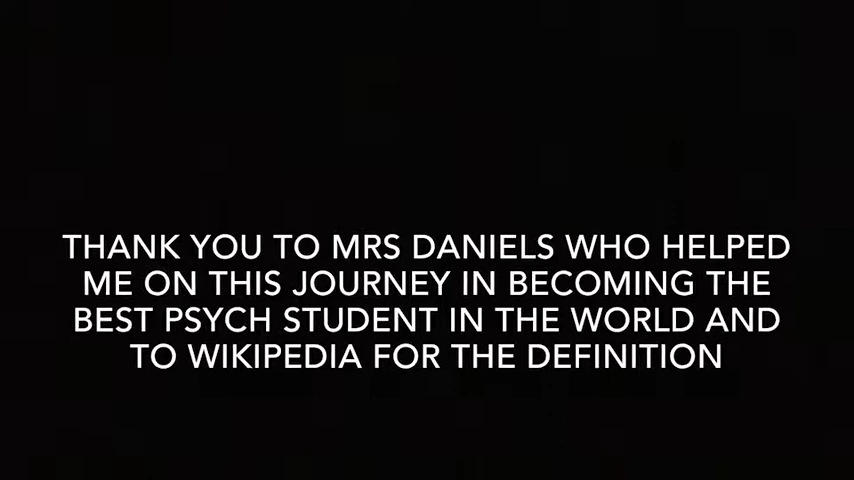 THANK YOU TO MRS DANIELS WHO HELPED
ME ON THIS JOURNEY IN BECOMING THE
BEST PSYCH STUDENT IN THE WORLD AND
TO WIKIPEDIA FOR THE DEFINITION